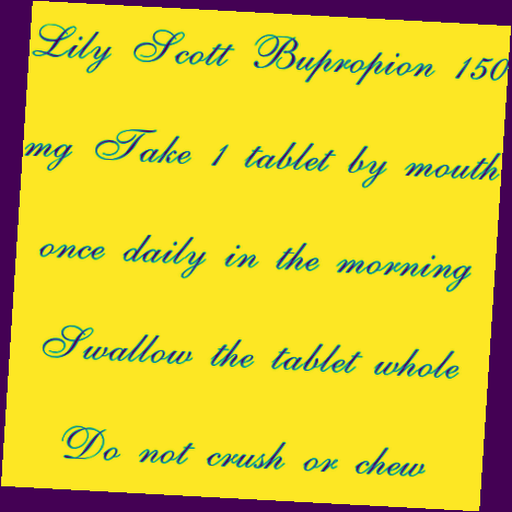 Lily Scott Bupropion 150
mg Take 1 tablet by mouth
once daily in the morning
Swallow the tablet whole
Do not crush or chew